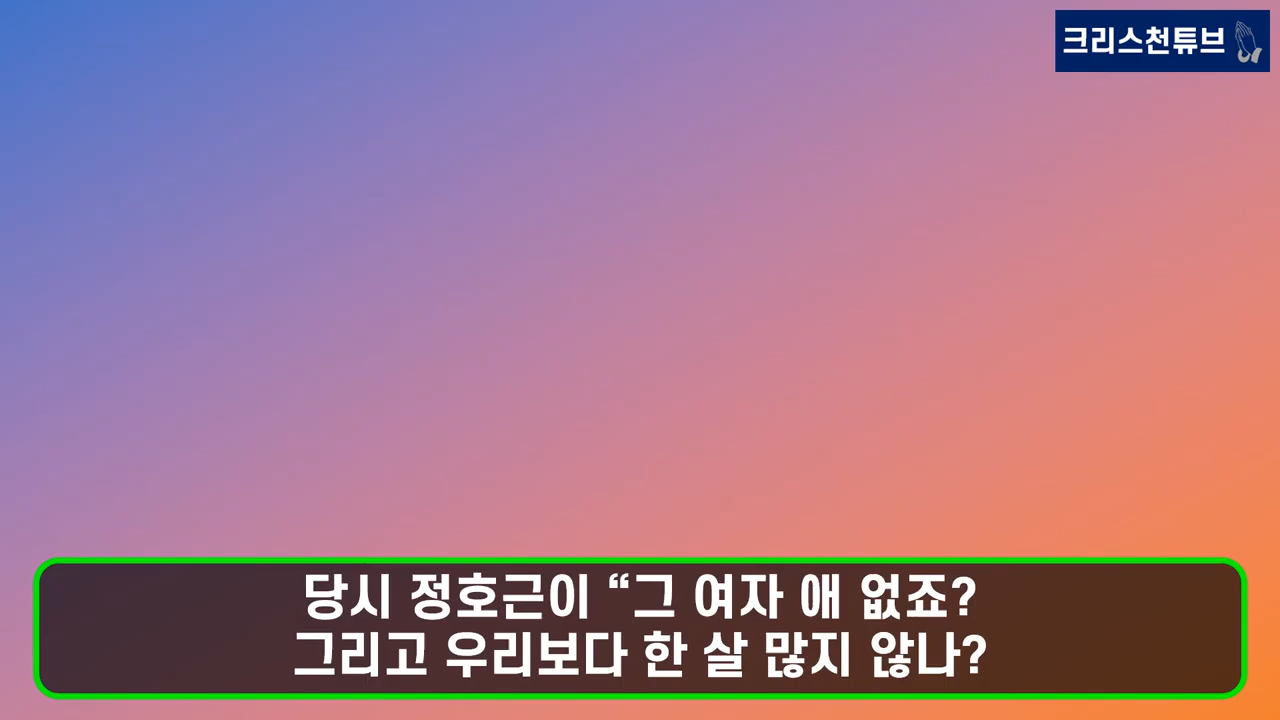 크리스천튜브
당시 정호근이 “그 여자 애 없죠?
그리고 우리보다 한 살 많지 않나?